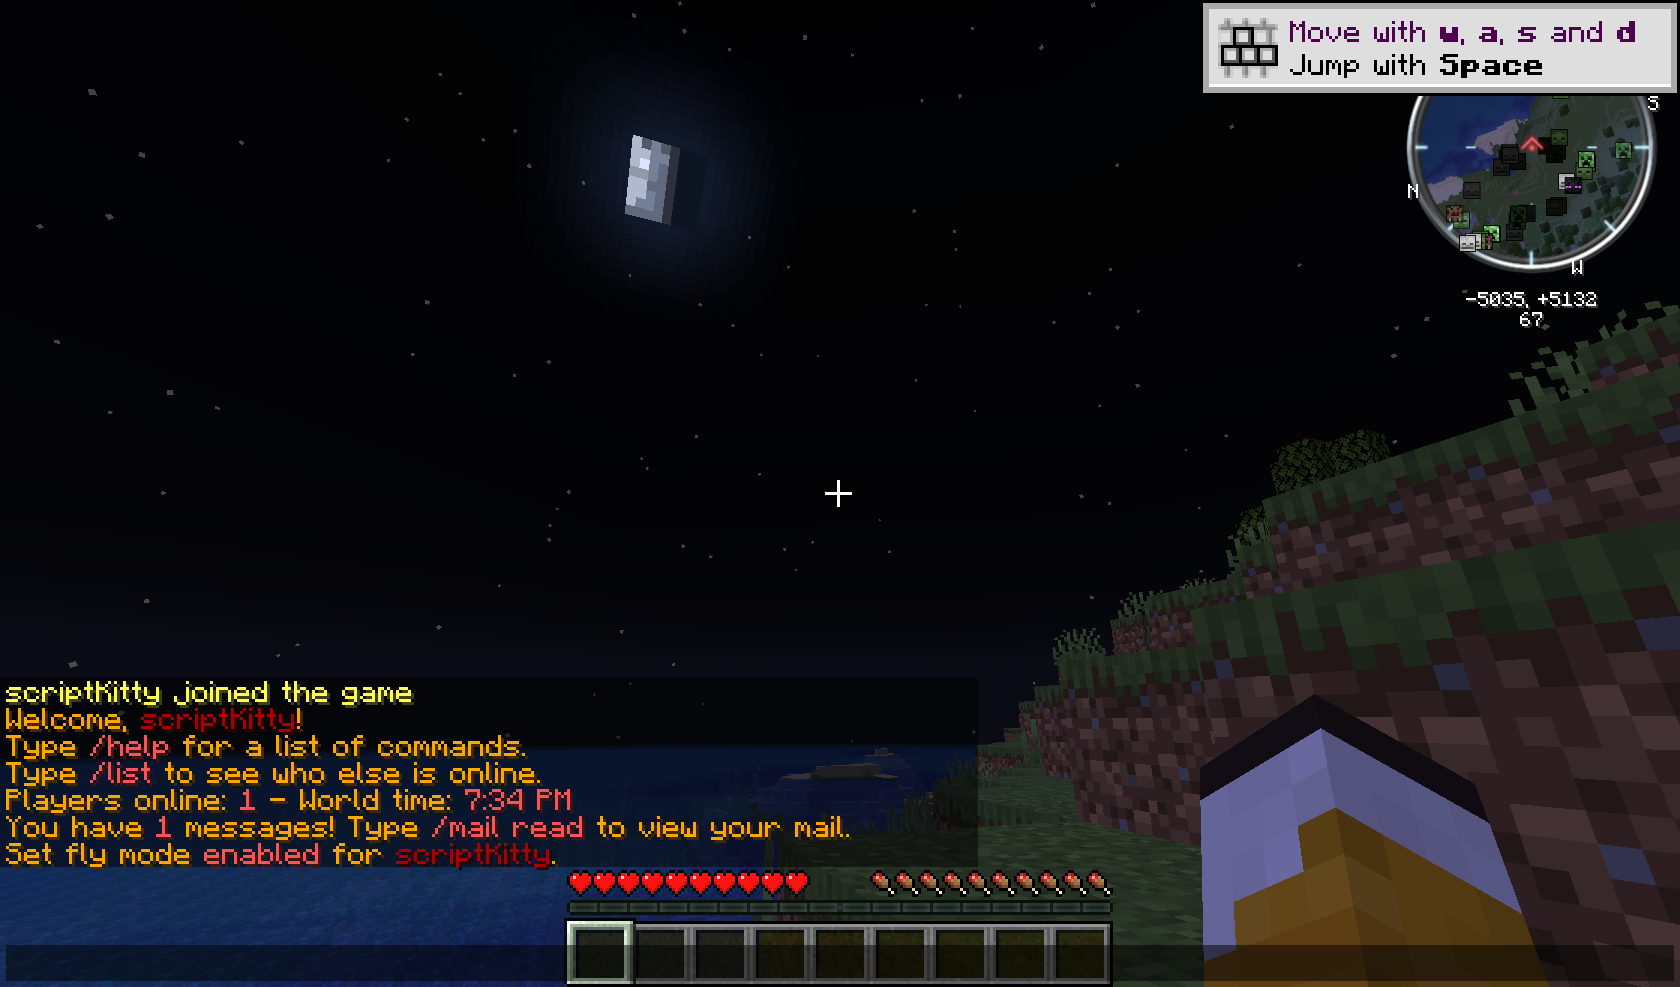 Move with w, a, s and d
Jump with Space
S
N
W
-5035, +5132
67
scriptKitty joined the game
Welcome, scriptKitty!
Type /help for a list of commands.
Type /list to see who else is online.
Players online: 1 - World time: 7:34 PM
You have 1 messages! Type /mail read to view your mail.
Set fly mode enabled for scriptKitty.